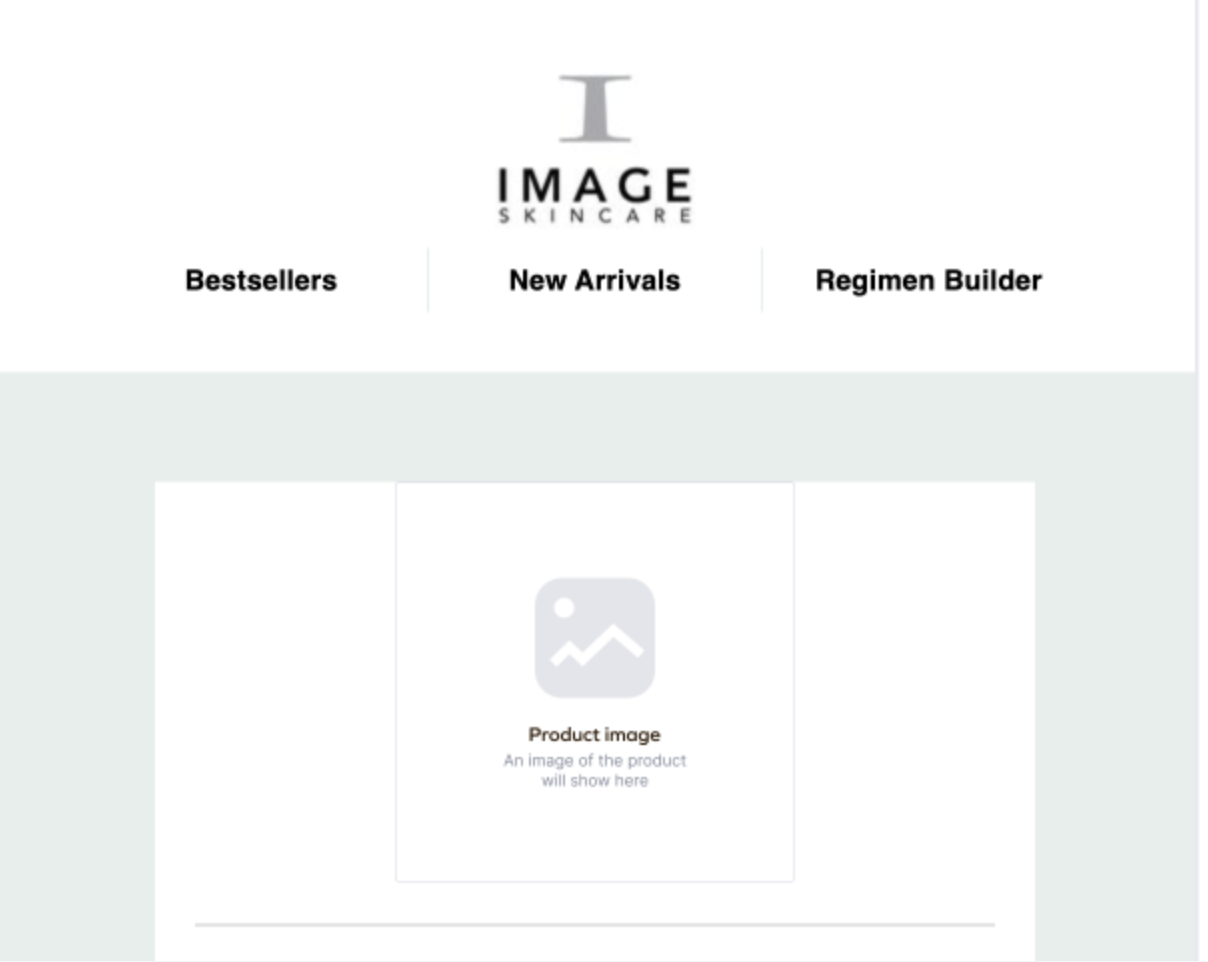 I
IMAGE
SKINCARE
Bestsellers
New Arrivals
Regimen Builder
Product image
An image of the product
will show here